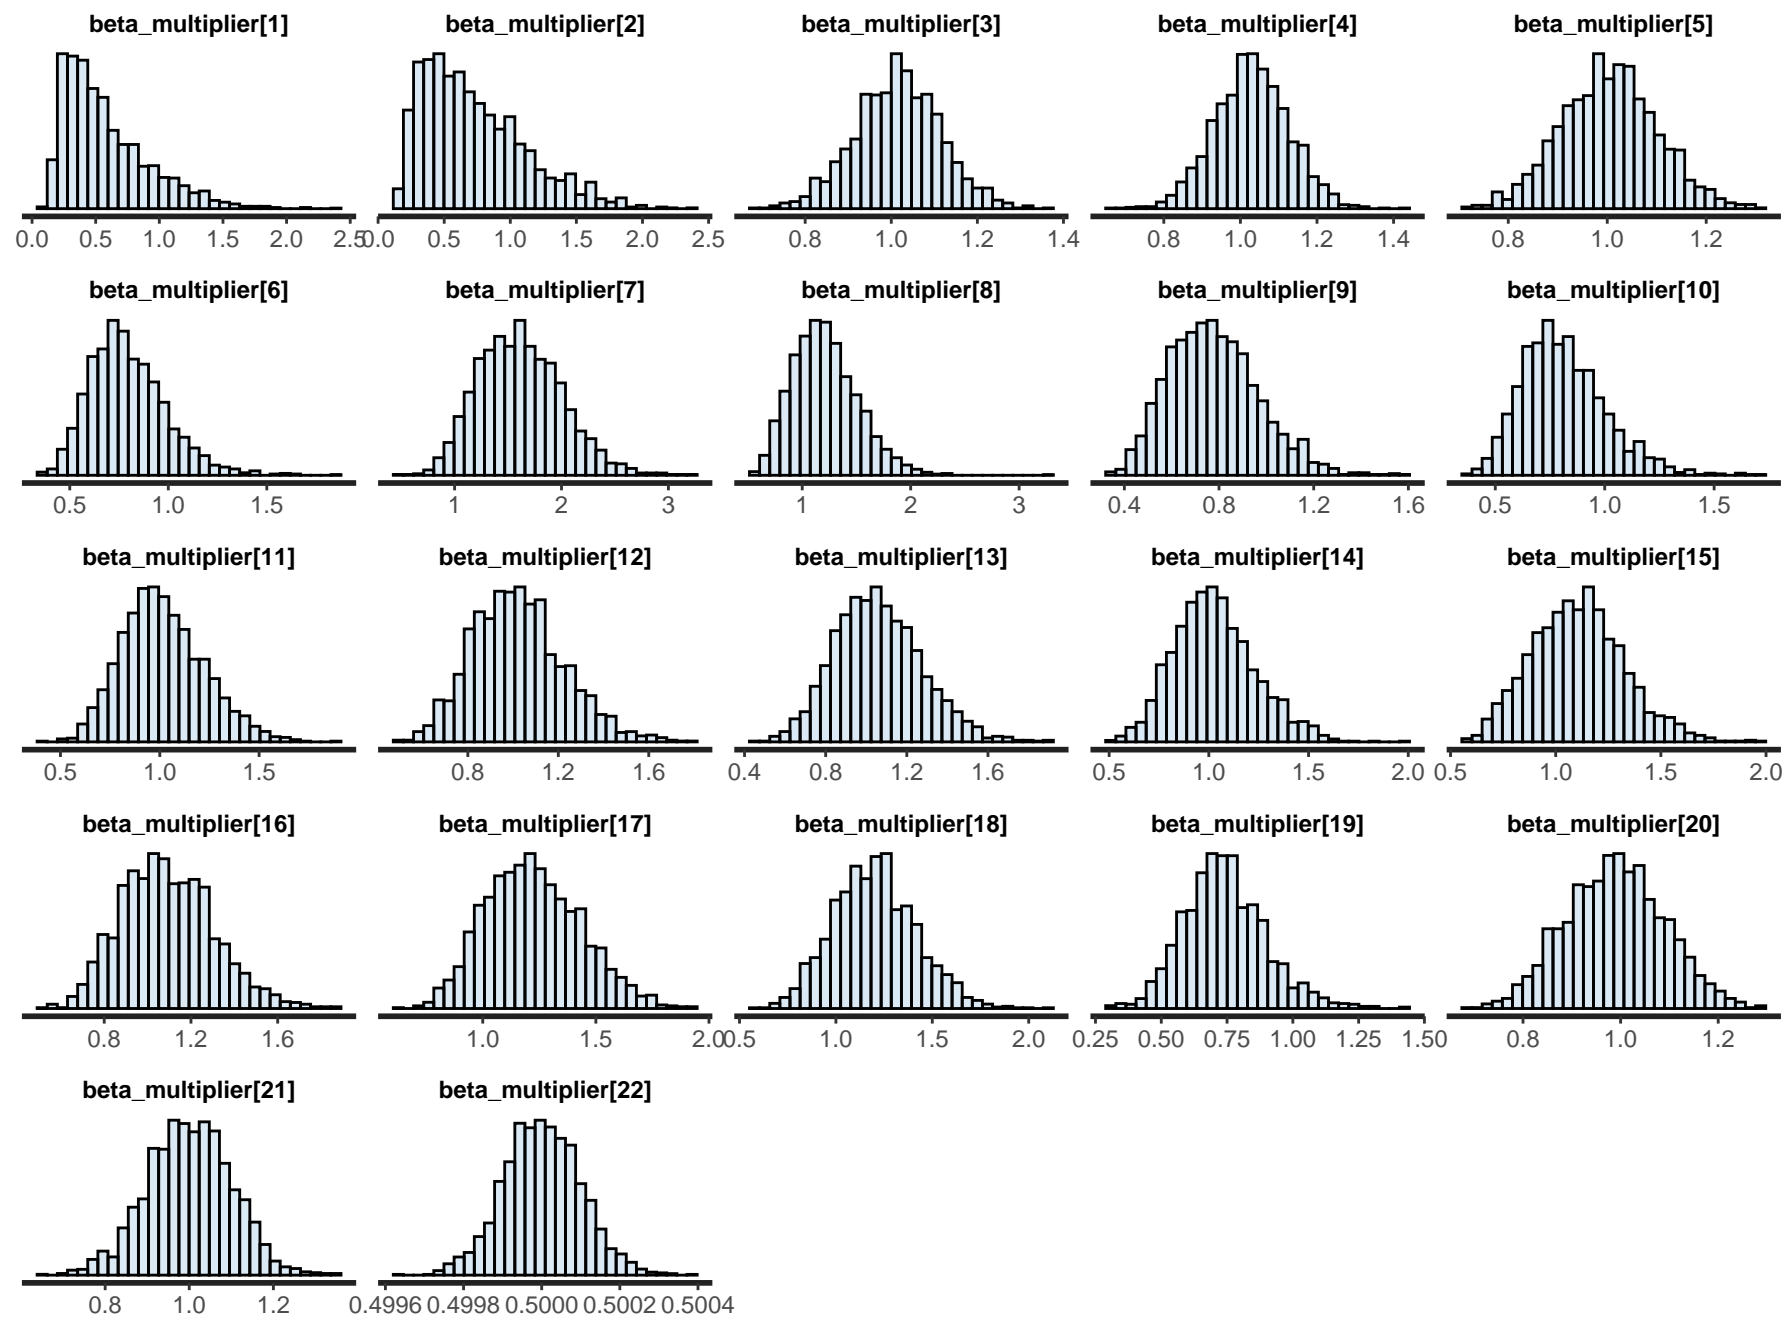 beta_multiplier[1] beta_multiplier[2] beta_multiplier[3] beta_multiplier[4] beta_multiplier[5]
0.0 0.5 1.0 1.5 2.0 2.5 0.0 0.5 1.0 1.5 2.0 2.5 0.8 1.0 1.2 1.4 0.8 1.0 1.2 1.4 0.8 1.0 1.2
beta_multiplier[6] beta_multiplier[7] beta_multiplier[8] beta_multiplier[9] beta_multiplier[10]
0.5 1.0 1.5 1 2 3 1 2 3 0.4 0.8 1.2 1.6 0.5 1.0 1.5
beta_multiplier[11] beta_multiplier[12] beta_multiplier[13] beta_multiplier[14] beta_multiplier[15]
0.5 1.0 1.5 0.8 1.2 1.6 0.4 0.8 1.2 1.6 0.5 1.0 1.5 2.0 0.5 1.0 1.5 2.0
beta_multiplier[16] beta_multiplier[17] beta_multiplier[18] beta_multiplier[19] beta_multiplier[20]
0.8 1.2 1.6 1.0 1.5 2.0 0.5 1.0 1.5 2.0 0.25 0.50 0.75 1.00 1.25 1.50 0.8 1.0 1.2
beta_multiplier[21] beta_multiplier[22]
0.8 1.0 1.2 0.4996 0.4998 0.5000 0.5002 0.5004